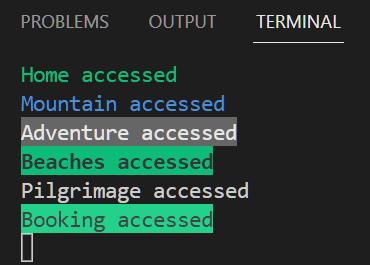 PROBLEMS OUTPUT TERMINAL
Home accessed
Mountain accessed
Adventure accessed
Beaches accessed
Pilgrimage accessed
Booking accessed